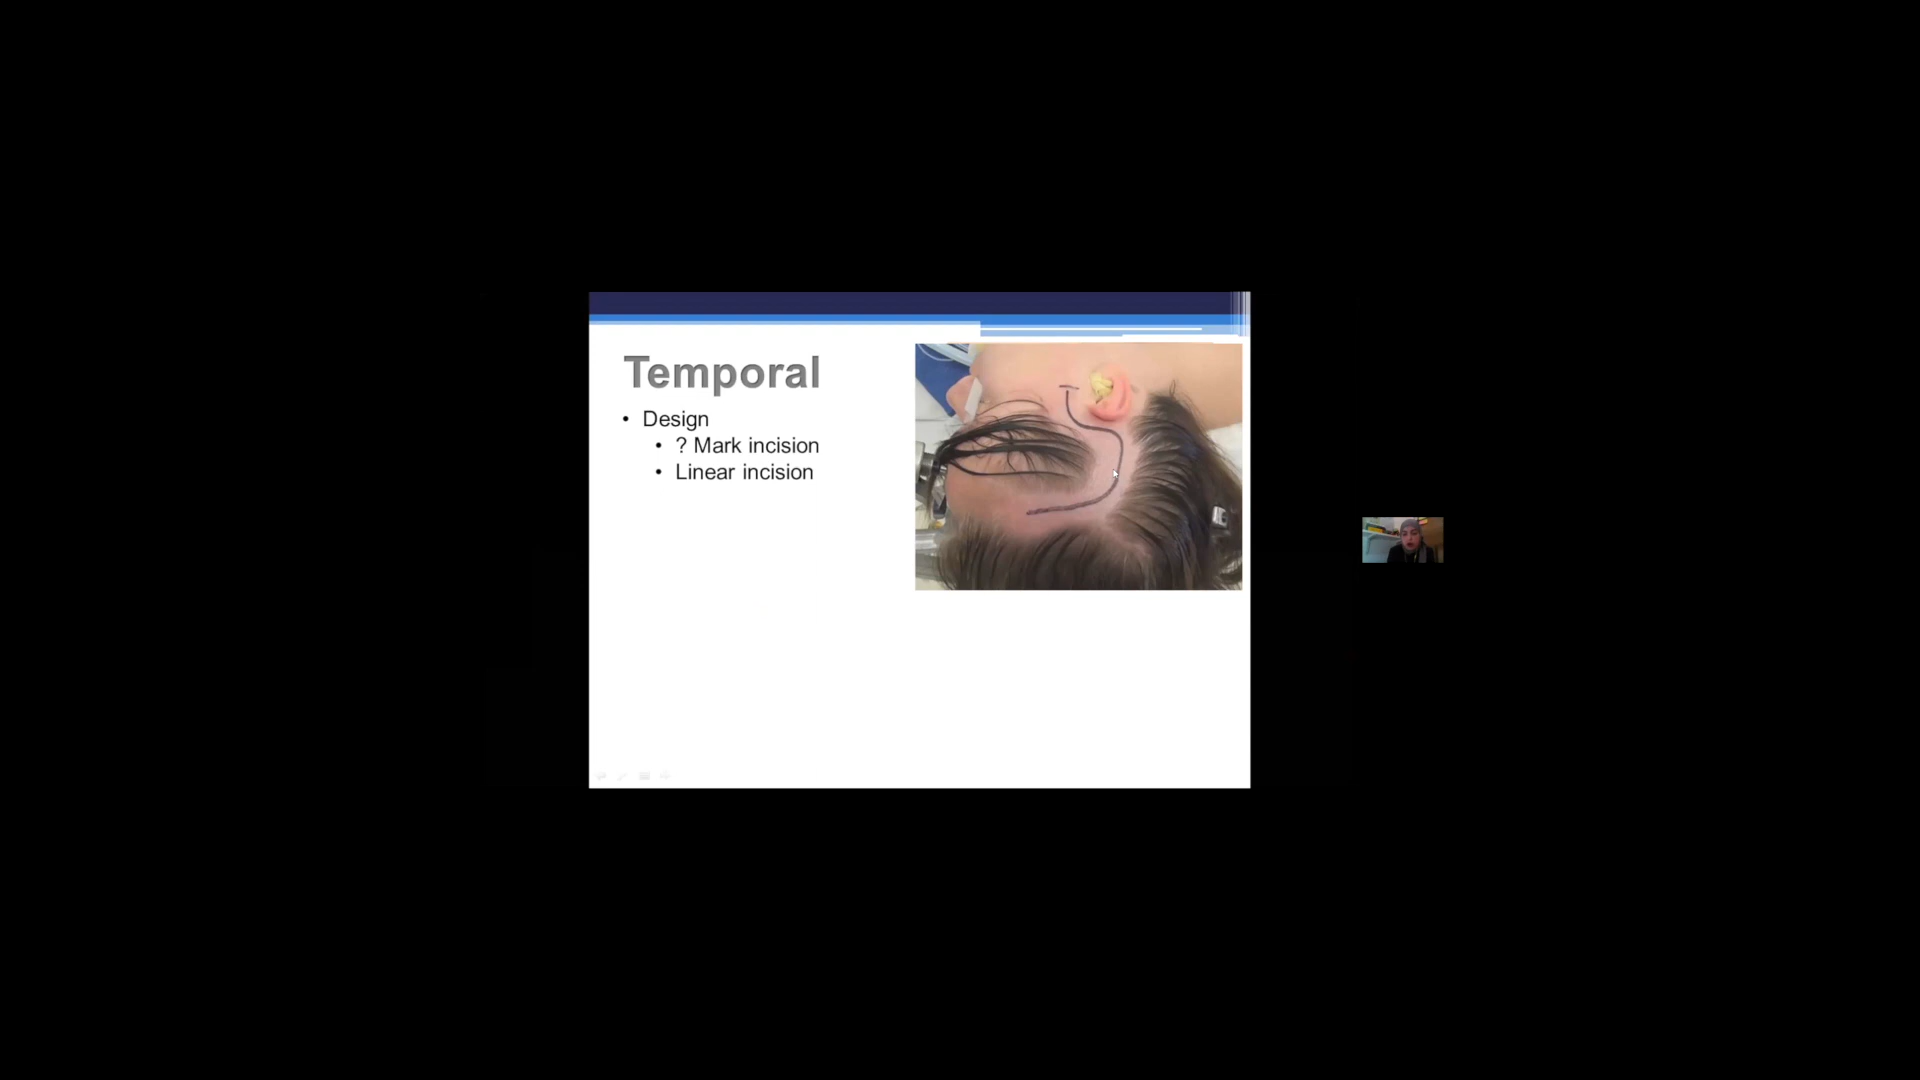 Temporal
• Design
• ? Mark incision
• Linear incision